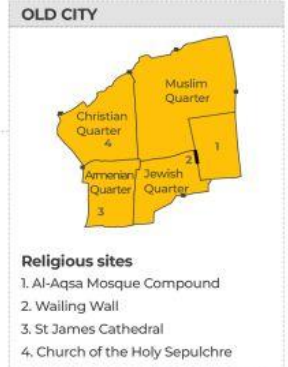 OLD CITY
Muslim
Quarter
Christian
Quarter
4
1
2
Armenian
Quarter
Jewish
Quarter
3
Religious sites
1. Al-Aqsa Mosque Compound
2. Wailing Wall
3. St James Cathedral
4. Church of the Holy Sepulchre